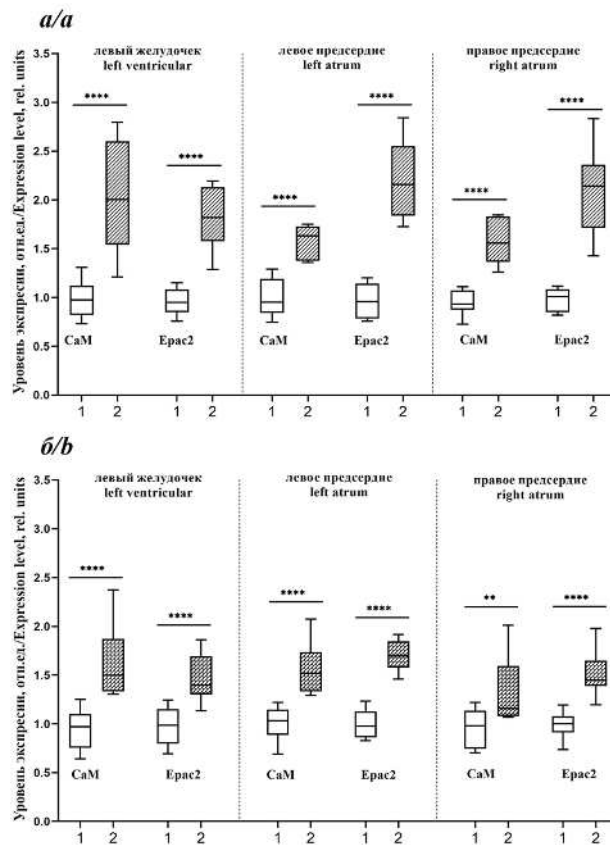 а/a
левый желудочек левое предсердие правое предсердие
left ventricular left atrum right atrum
Уровень экспресии, отн.ед./Expression level, rel. units
3.5
3.0
2.5
2.0
1.5
1.0
0.5
0.0
**** **** **** **** **** ****
CaM Epac2 CaM Epac2 CaM Epac2
1 2 1 2 1 2 1 2 1 2 1 2
б/b
левый желудочек левое предсердие правое предсердие
left ventricular left atrum right atrum
Уровень экспресии, отн.ед./Expression level, rel. units
3.5
3.0
2.5
2.0
1.5
1.0
0.5
0.0
**** **** **** **** ** ****
CaM Epac2 CaM Epac2 CaM Epac2
1 2 1 2 1 2 1 2 1 2 1 2